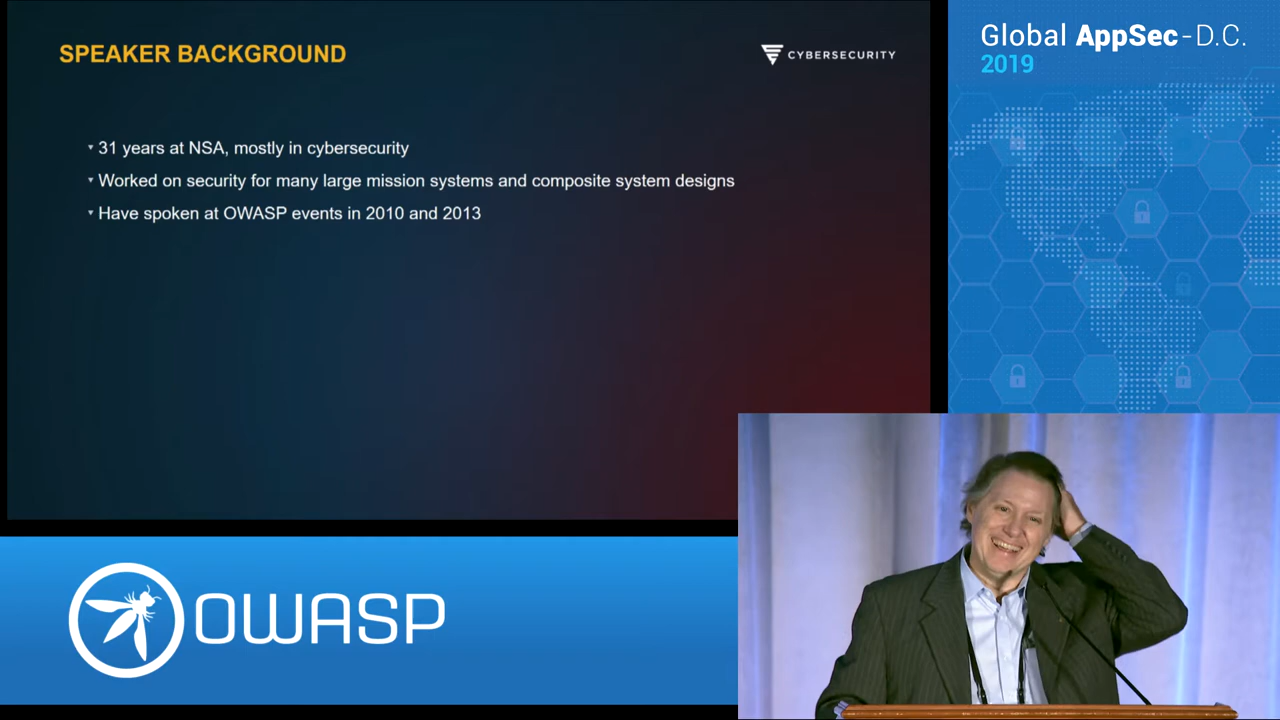 SPEAKER BACKGROUND
CYBERSECURITY
31 years at NSA, mostly in cybersecurity
Worked on security for many large mission systems and composite system designs
Have spoken at OWASP events in 2010 and 2013
Global AppSec - D.C.
2019
OWASP